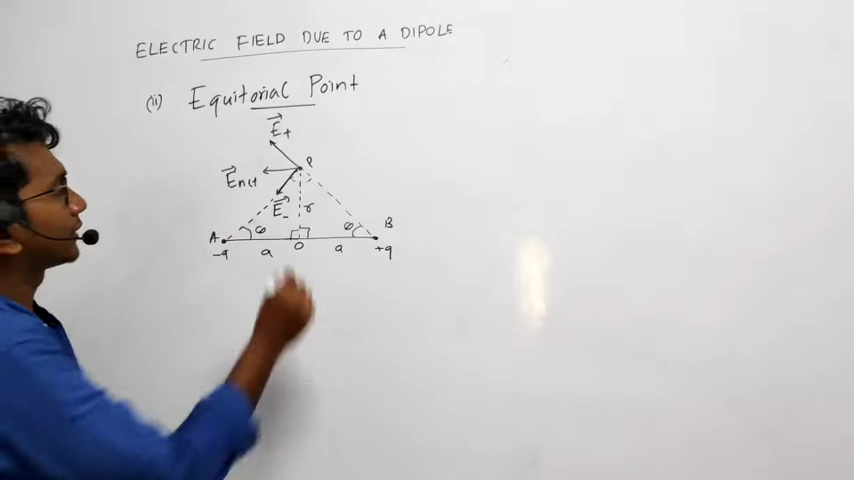 ELECTRIC FIELD DUE TO A DIPOLE
(ii) Equitorial Point
E+
P
Enet
E-
r
A φ φ B
-q a O a +q